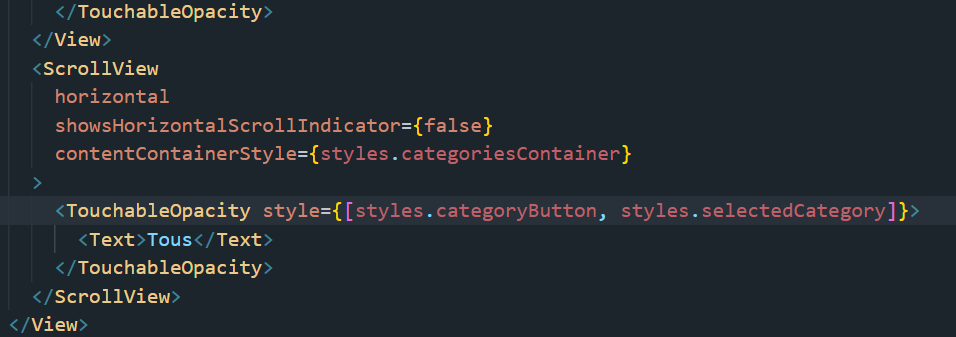 </TouchableOpacity>
</View>
<ScrollView
horizontal
showsHorizontalScrollIndicator={false}
contentContainerStyle={styles.categoriesContainer}
>
<TouchableOpacity style={[styles.categoryButton, styles.selectedCategory]}>
<Text>Tous</Text>
</TouchableOpacity>
</ScrollView>
</View>